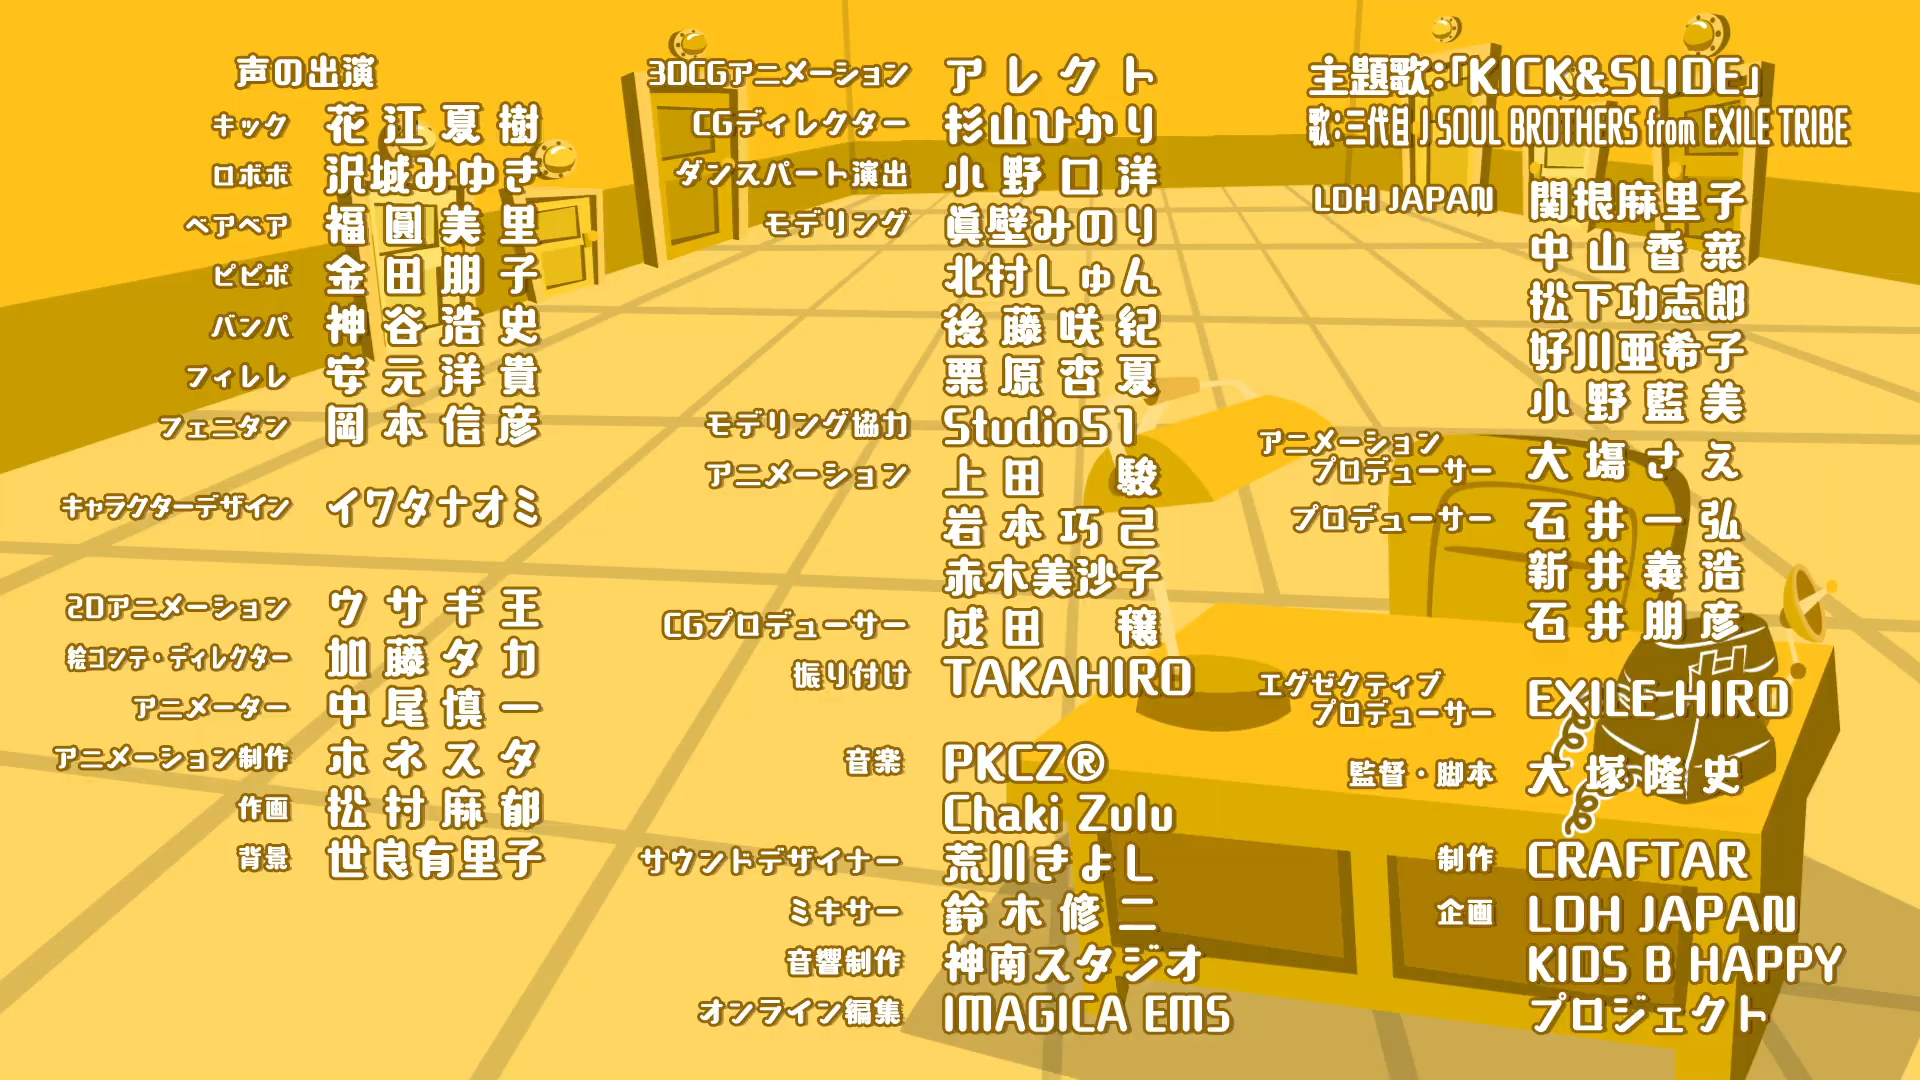 声の出演
キック 花江夏樹
ロボボ 沢城みゆき
ベアベア 福圓美里
ピピポ 金田朋子
バンパ 神谷浩史
フィレレ 安元洋貴
フェニタン 岡本信彦
キャラクターデザイン イワタナオミ
2Dアニメーション ウサギ王
絵コンテ・ディレクター 加藤タカ
アニメーター 中尾慎一
アニメーション制作 ホネスタ
作画 松村麻郁
背景 世良有里子
3DCGアニメーション アレクト
CGディレクター 杉山ひかり
ダンスパート演出 小野口洋
モデリング 眞壁みのり
北村しゅん
後藤咲紀
栗原杏夏
モデリング協力 Studio51
アニメーション 上田 駿
岩本巧己
赤木美沙子
CGプロデューサー 成田 穣
振り付け TAKAHIRO
音楽 PKCZ®
Chaki Zulu
サウンドデザイナー 荒川きよし
ミキサー 鈴木修二
音響制作 神南スタジオ
オンライン編集 IMAGICA EMS
主題歌：「KICK&SLIDE」
歌：三代目 J SOUL BROTHERS from EXILE TRIBE
LDH JAPAN 関根麻里子
中山香菜
松下功志郎
好川亜希子
小野藍美
アニメーション
プロデューサー 大塲さえ
プロデューサー 石井一弘
新井義浩
石井朋彦
エグゼクティブ
プロデューサー EXILE HIRO
監督・脚本 大塚隆史
制作 CRAFTAR
企画 LDH JAPAN
KIDS B HAPPY
プロジェクト